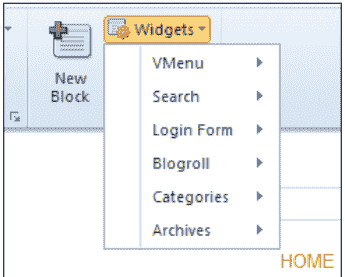 Widgets
New
Block
VMenu
Search
Login Form
Blogroll
Categories
Archives
HOME